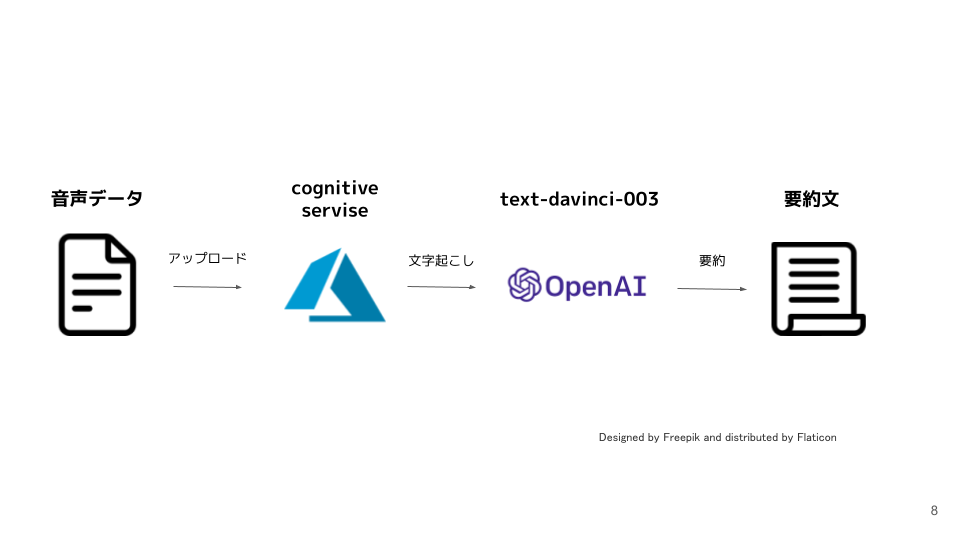 音声データ
cognitive
servise
text-davinci-003
要約文
アップロード
文字起こし
要約
OpenAI
Designed by Freepik and distributed by Flaticon
8